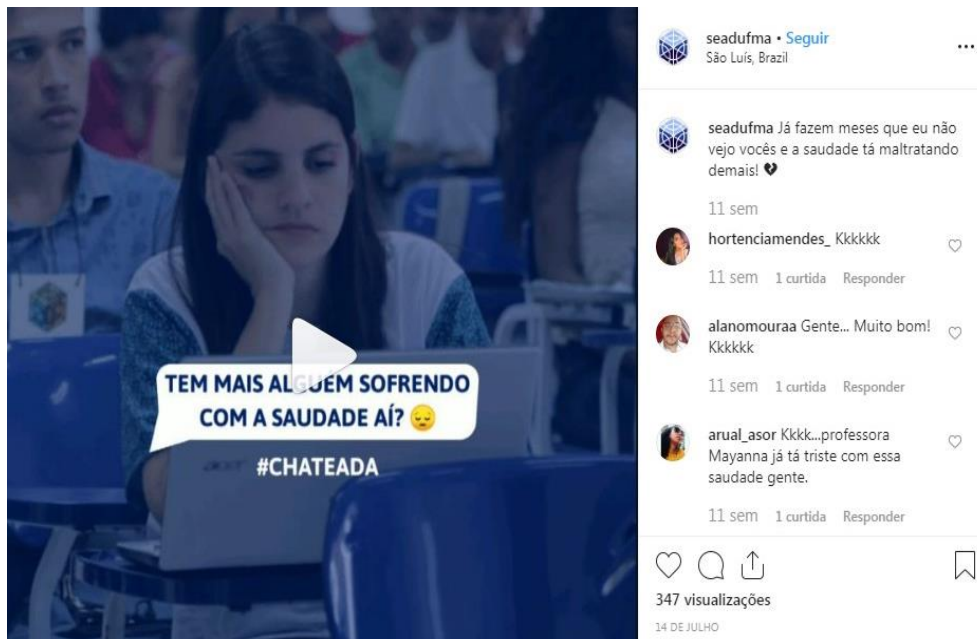 TEM MAIS ALGUÉM SOFRENDO
COM A SAUDADE AÍ? 😔
acer
#CHATEADA
seadufma • Seguir
São Luís, Brazil
seadufma Já fazem meses que eu não
vejo vocês e a saudade tá maltratando
demais! 💔
11 sem
hortenciamendes_ Kkkkkk
11 sem 1 curtida Responder
alanomouraa Gente... Muito bom!
Kkkkkk
11 sem 1 curtida Responder
arual_asor Kkkk...professora
Mayanna já tá triste com essa
saudade gente.
11 sem 1 curtida Responder
347 visualizações
14 DE JULHO